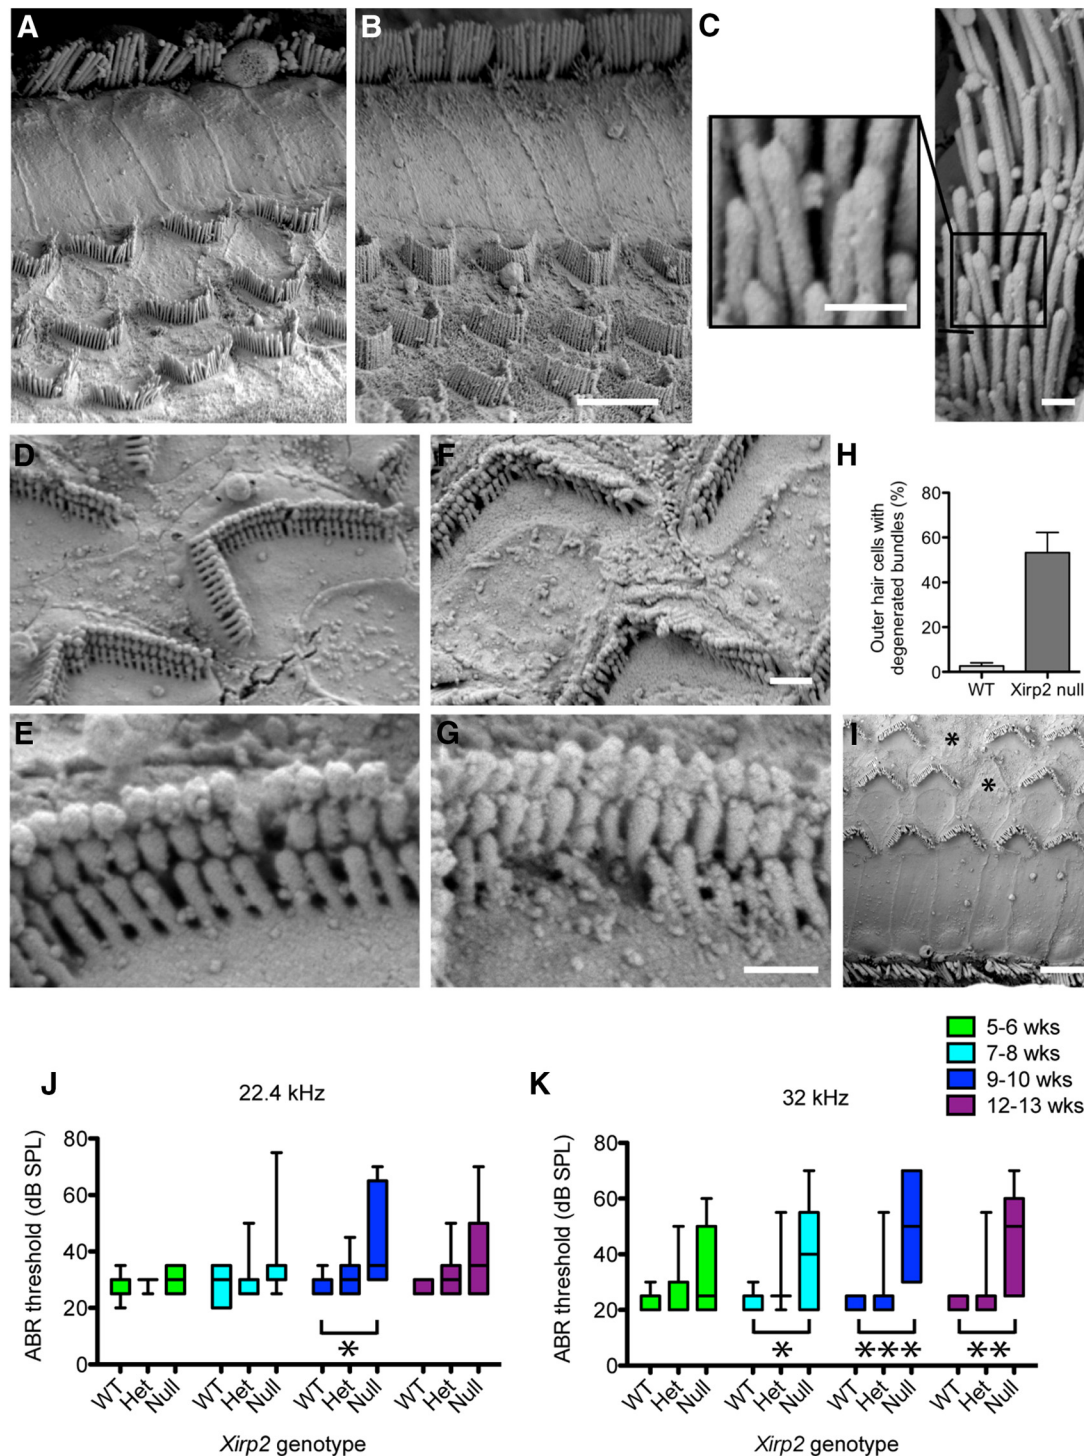 A
B
C
D
F
H
Outer hair cells with
degenerated bundles (%)
80
60
40
20
0
WT
Xirp2 null
E
G
I
*
*
5-6 wks
7-8 wks
9-10 wks
12-13 wks
J
22.4 kHz
ABR threshold (dB SPL)
80
60
40
20
0
*
WT Het Null WT Het Null WT Het Null WT Het Null
Xirp2 genotype
K
32 kHz
ABR threshold (dB SPL)
80
60
40
20
0
* *** **
WT Het Null WT Het Null WT Het Null WT Het Null
Xirp2 genotype